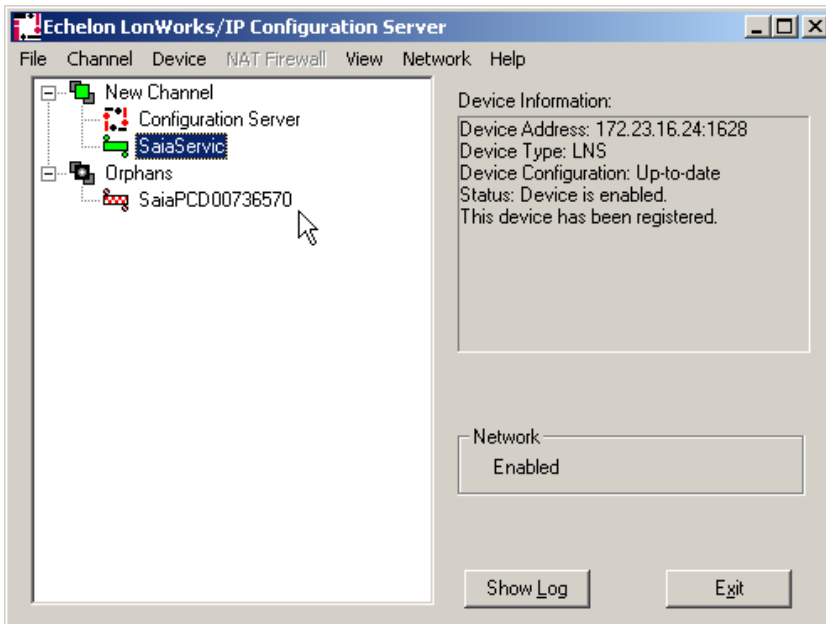 Echelon LonWorks/IP Configuration Server
File Channel Device NAT Firewall View Network Help
New Channel
Configuration Server
SaiaServic
Orphans
SaiaPCD00736570
Device Information:
Device Address: 172.23.16.24:1628
Device Type: LNS
Device Configuration: Up-to-date
Status: Device is enabled.
This device has been registered.
Network
Enabled
Show Log
Exit